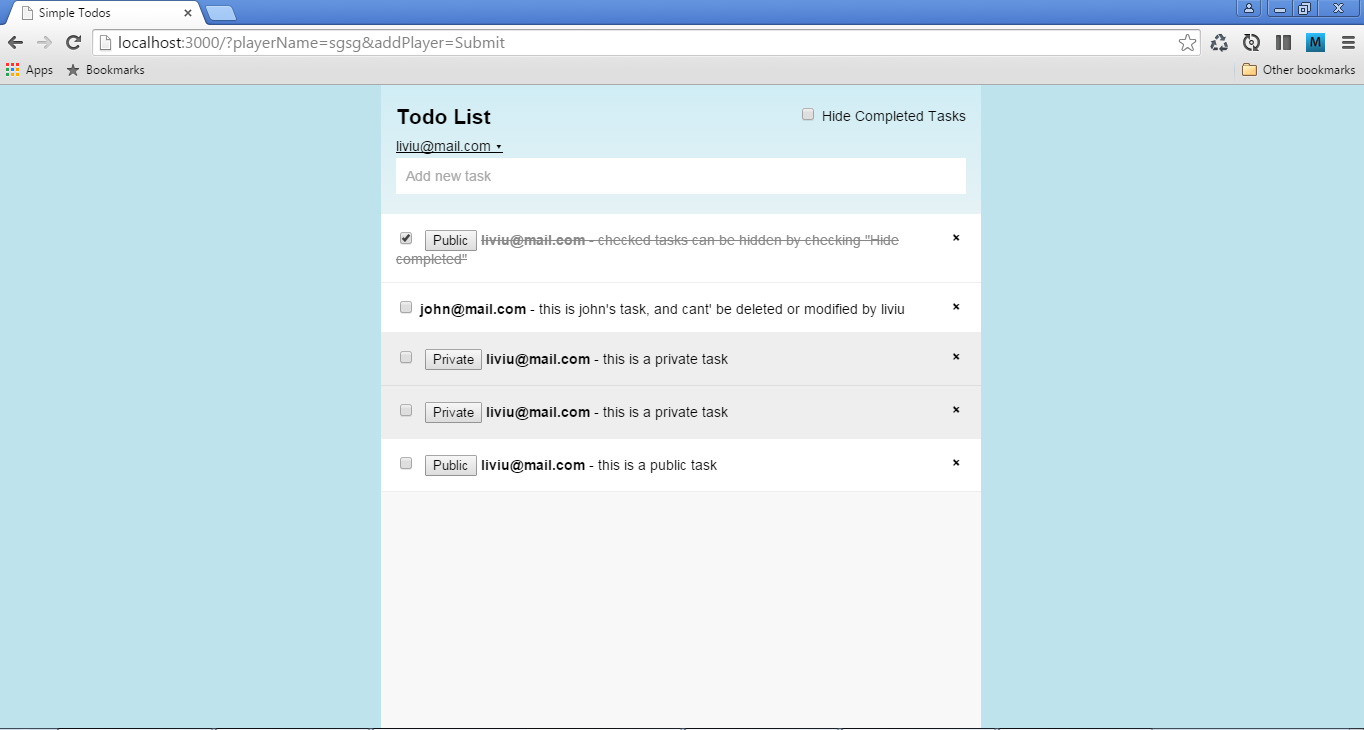 Simple Todos
localhost:3000/?playerName=sgsg&addPlayer=Submit
M
Apps Bookmarks Other bookmarks
Todo List Hide Completed Tasks
liviu@mail.com ▾
Add new task
Public liviu@mail.com - checked tasks can be hidden by checking "Hide
completed"
john@mail.com - this is john's task, and cant' be deleted or modified by liviu
Private liviu@mail.com - this is a private task
Private liviu@mail.com - this is a private task
Public liviu@mail.com - this is a public task